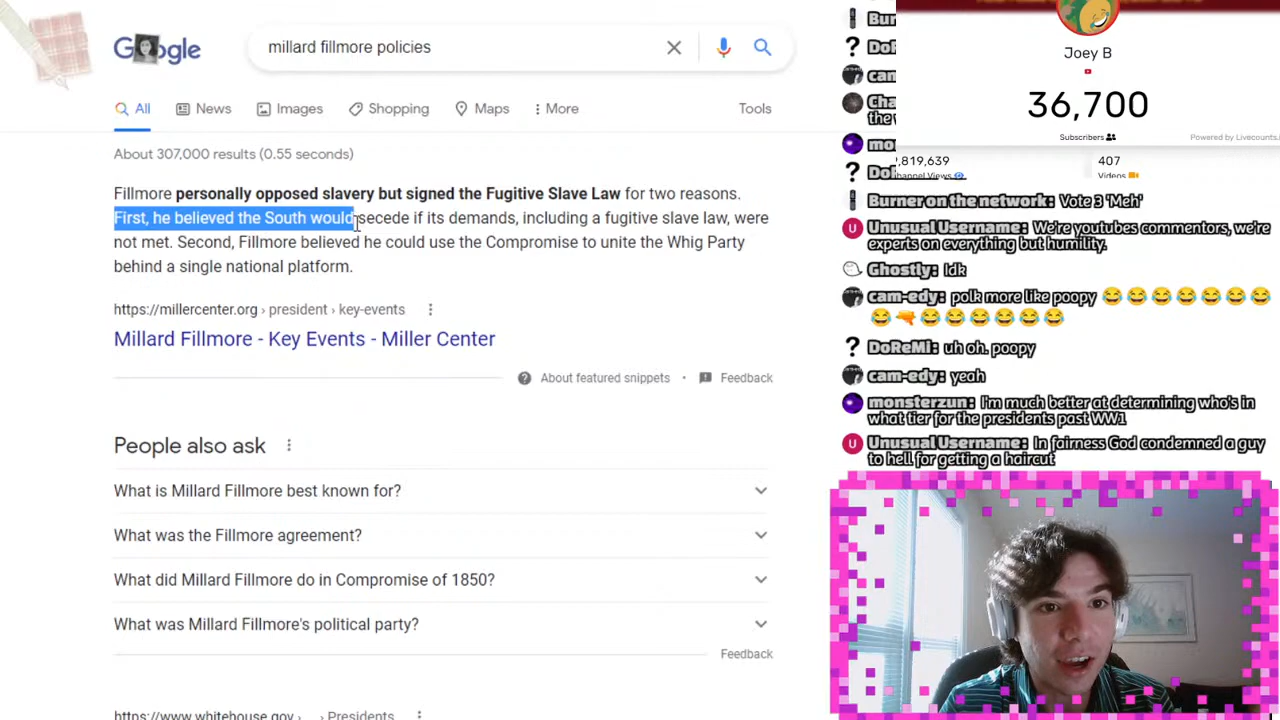 Google
millard fillmore policies
All
News
Images
Shopping
Maps
More
Tools
About 307,000 results (0.55 seconds)
Fillmore personally opposed slavery but signed the Fugitive Slave Law for two reasons.
First, he believed the South would secede if its demands, including a fugitive slave law, were
not met. Second, Fillmore believed he could use the Compromise to unite the Whig Party
behind a single national platform.
https://millercenter.org › president › key-events
Millard Fillmore - Key Events - Miller Center
About featured snippets
Feedback
People also ask
What is Millard Fillmore best known for?
What was the Fillmore agreement?
What did Millard Fillmore do in Compromise of 1850?
What was Millard Fillmore's political party?
Feedback
https://www.whitehouse.gov › ... › Presidents
Joey B
36,700
Subscribers
Powered by Livecounts.i
,819,639
hannel Views
407
Videos
Burner on the network: Vote 3 'Meh'
U
Unusual Username: We're youtubes commentors, we're
experts on everything but humility.
Ghostly: Idk
cam-edy: polk more like poopy 😂😂😂😂😂😂😂
😂🔫😂😂😂😂😂😂
? DoReMi: uh oh. poopy
cam-edy: yeah
monsterzun: I'm much better at determining who's in
what tier for the presidents past WW1
U
Unusual Username: In fairness God condemned a guy
to hell for getting a haircut